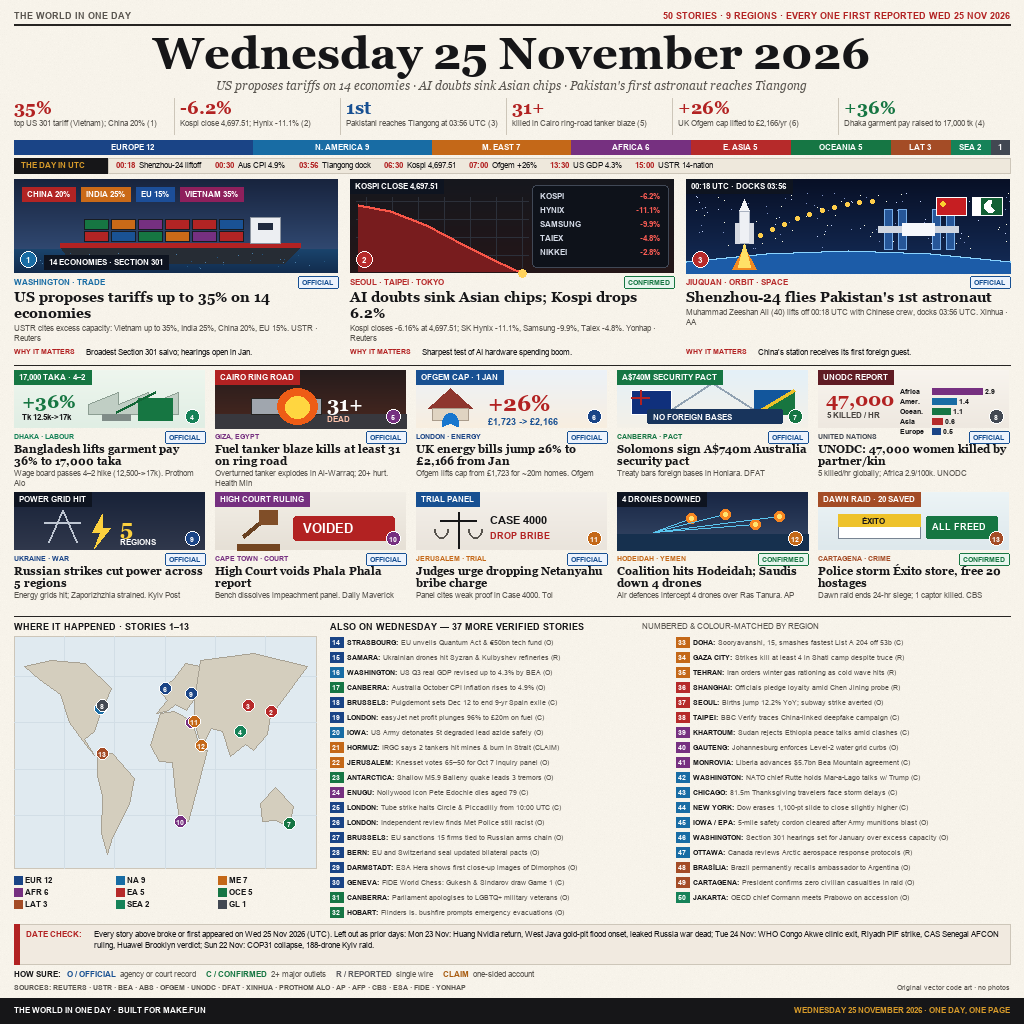 THE WORLD IN ONE DAY
50 STORIES · 9 REGIONS · EVERY ONE FIRST REPORTED WED 25 NOV 2026
Wednesday 25 November 2026
US proposes tariffs on 14 economies · AI doubts sink Asian chips · Pakistan's first astronaut reaches Tiangong
35%
top US 301 tariff (Vietnam); China 20% (1)
-6.2%
Kospi close 4,697.51; Hynix -11.1% (2)
1st
Pakistani reaches Tiangong at 03:56 UTC (3)
31+
killed in Cairo ring-road tanker blaze (5)
+26%
UK Ofgem cap lifted to £2,166/yr (6)
+36%
Dhaka garment pay raised to 17,000 tk (4)
EUROPE 12
N. AMERICA 9
M. EAST 7
AFRICA 6
E. ASIA 5
OCEANIA 5
LAT 3
SEA 2
1
THE DAY IN UTC
00:18 Shenzhou-24 liftoff
00:30 Aus CPI 4.9%
03:56 Tiangong dock
06:30 Kospi 4,697.51
07:00 Ofgem +26%
13:30 US GDP 4.3%
15:00 USTR 14-nation
CHINA 20%
INDIA 25%
EU 15%
VIETNAM 35%
1
14 ECONOMIES · SECTION 301
WASHINGTON · TRADE
OFFICIAL
US proposes tariffs up to 35% on 14
economies
USTR cites excess capacity: Vietnam up to 35%, India 25%, China 20%, EU 15%. USTR ·
Reuters
WHY IT MATTERS
Broadest Section 301 salvo; hearings open in Jan.
KOSPI CLOSE 4,697.51
KOSPI -6.2%
HYNIX -11.1%
SAMSUNG -9.9%
TAIEX -4.8%
NIKKEI -2.8%
2
SEOUL · TAIPEI · TOKYO
CONFIRMED
AI doubts sink Asian chips; Kospi drops
6.2%
Kospi closes -6.16% at 4,697.51; SK Hynix -11.1%, Samsung -9.9%, Taiex -4.8%. Yonhap ·
Reuters
WHY IT MATTERS
Sharpest test of AI hardware spending boom.
00:18 UTC · DOCKS 03:56
3
JIUQUAN · ORBIT · SPACE
OFFICIAL
Shenzhou-24 flies Pakistan's 1st astronaut
Muhammad Zeeshan Ali (40) lifts off 00:18 UTC with Chinese crew, docks 03:56 UTC. Xinhua ·
AA
WHY IT MATTERS
China's station receives its first foreign guest.
17,000 TAKA · 4–2
+36%
Tk 12.5k->17k
4
DHAKA · LABOUR
OFFICIAL
Bangladesh lifts garment pay
36% to 17,000 taka
Wage board passes 4–2 hike (12,500->17k). Prothom
Alo
CAIRO RING ROAD
31+
DEAD
5
GIZA, EGYPT
OFFICIAL
Fuel tanker blaze kills at least 31
on ring road
Overturned tanker explodes in Al-Warraq; 20+ hurt.
Health Min
OFGEM CAP · 1 JAN
+26%
£1,723 -> £2,166
6
LONDON · ENERGY
OFFICIAL
UK energy bills jump 26% to
£2,166 from Jan
Ofgem lifts cap from £1,723 for ~20m homes. Ofgem
A$740M SECURITY PACT
NO FOREIGN BASES
7
CANBERRA · PACT
OFFICIAL
Solomons sign A$740m Australia
security pact
Treaty bars foreign bases in Honiara. DFAT
UNODC REPORT
47,000
5 KILLED / HR
Africa 2.9
Amer. 1.4
Ocean. 1.1
Asia 0.6
Europe 0.5
8
UNITED NATIONS
OFFICIAL
UNODC: 47,000 women killed by
partner/kin
5 killed/hr globally; Africa 2.9/100k. UNODC
POWER GRID HIT
5
REGIONS
9
UKRAINE · WAR
OFFICIAL
Russian strikes cut power across
5 regions
Energy grids hit; Zaporizhzhia strained. Kyiv Post
HIGH COURT RULING
VOIDED
10
CAPE TOWN · COURT
OFFICIAL
High Court voids Phala Phala
report
Bench dismisses impeachment panel. Daily Maverick
TRIAL PANEL
CASE 4000
DROP BRIBE
11
JERUSALEM · TRIAL
OFFICIAL
Judges urge dropping Netanyahu
bribe charge
Panel cites weak proof in Case 4000. ToI
4 DRONES DOWNED
12
HODEIDAH · YEMEN
CONFIRMED
Coalition hits Hodeidah; Saudis
down 4 drones
Air defences intercept 4 drones over Ras Tanura. AP
DAWN RAID · 20 SAVED
ÉXITO
ALL FREED
13
CARTAGENA · CRIME
CONFIRMED
Police storm Éxito store, free 20
hostages
Dawn raid ends 24-hr siege; 1 captor killed. CBS
WHERE IT HAPPENED · STORIES 1–13
6
9
8
3
2
11
4
12
13
10
7
EUR 12
NA 9
ME 7
AFR 6
EA 5
OCE 5
LAT 3
SEA 2
GL 1
ALSO ON WEDNESDAY — 37 MORE VERIFIED STORIES
NUMBERED & COLOUR-MATCHED BY REGION
14 STRASBOURG: EU unveils Quantum Act & €50bn tech fund (O)
15 SAMARA: Ukrainian drones hit Syzran & Kuibyshev refineries (R)
16 WASHINGTON: US Q3 real GDP revised up to 4.3% by BEA (O)
17 CANBERRA: Australia October CPI inflation rises to 4.9% (O)
18 BRUSSELS: Puigdemont sets Dec 12 to end 9-yr Spain exile (C)
19 LONDON: easyJet net profit plunges 96% to £20m on fuel (C)
20 IOWA: US Army detonates 5t degraded lead azide safely (O)
21 HORMUZ: IRGC says 2 tankers hit mines & burn in Strait (CLAIM)
22 JERUSALEM: Knesset votes 65–50 for Oct 7 inquiry panel (O)
23 ANTARCTICA: Shallow M5.9 Balleny quake leads 3 tremors (O)
24 ENUGU: Nollywood icon Pete Edochie dies aged 79 (C)
25 LONDON: Tube strike halts Circle & Piccadilly from 10:00 UTC (C)
26 LONDON: Independent review finds Met Police still racist (O)
27 BRUSSELS: EU sanctions 15 firms tied to Russian arms chain (O)
28 BERN: EU and Switzerland seal updated bilateral pacts (O)
29 DARMSTADT: ESA Hera shows first close-up images of Dimorphos (O)
30 GENEVA: FIDE World Chess: Gukesh & Sindarov draw Game 1 (C)
31 CANBERRA: Parliament apologises to LGBTQ+ military veterans (O)
32 HOBART: Flinders Is. bushfire prompts emergency evacuations (O)
33 DOHA: Sooryavanshi, 15, smashes fastest List A 204 off 53b (C)
34 GAZA CITY: Strikes kill at least 4 in Shati camp despite truce (R)
35 TEHRAN: Iran orders winter gas rationing as cold wave hits (R)
36 SHANGHAI: Officials pledge loyalty amid Chen Jining probe (R)
37 SEOUL: Births jump 12.2% YoY; subway strike averted (O)
38 TAIPEI: BBC Verify traces China-linked deepfake campaign (C)
39 KHARTOUM: Sudan rejects Ethiopia peace talks amid clashes (C)
40 GAUTENG: Johannesburg enforces Level-2 water grid curbs (O)
41 MONROVIA: Liberia advances $5.7bn Bea Mountain agreement (C)
42 WASHINGTON: NATO chief Rutte holds Mar-a-Lago talks w/ Trump (C)
43 CHICAGO: 81.5m Thanksgiving travelers face storm delays (C)
44 NEW YORK: Dow erases 1,100-pt slide to close slightly higher (C)
45 IOWA / EPA: 5-mile safety cordon cleared after Army munitions blast (O)
46 WASHINGTON: Section 301 hearings set for January over excess capacity (O)
47 OTTAWA: Canada reviews Arctic aerospace response protocols (R)
48 BRASÍLIA: Brazil permanently recalls ambassador to Argentina (O)
49 CARTAGENA: President confirms zero civilian casualties in raid (O)
50 JAKARTA: OECD chief Cormann meets Prabowo on accession (O)
DATE CHECK:
Every story above broke or first appeared on Wed 25 Nov 2026 (UTC). Left out as prior days: Mon 23 Nov: Huang Nvidia return, West Java gold-pit flood onset, leaked Russia war dead; Tue 24 Nov: WHO Congo Akwe clinic exit, Riyadh PIF strike, CAS Senegal AFCON
ruling, Huawei Brooklyn verdict; Sun 22 Nov: COP31 collapse, 188-drone Kyiv raid.
HOW SURE: O / OFFICIAL agency or court record C / CONFIRMED 2+ major outlets R / REPORTED single wire CLAIM one-sided account
SOURCES: REUTERS · USTR · BEA · ABS · OFGEM · UNODC · DFAT · XINHUA · PROTHOM ALO · AP · AFP · CBS · ESA · FIDE · YONHAP
Original vector code art · no photos
THE WORLD IN ONE DAY · BUILT FOR MAKE.FUN
WEDNESDAY 25 NOVEMBER 2026 · ONE DAY, ONE PAGE